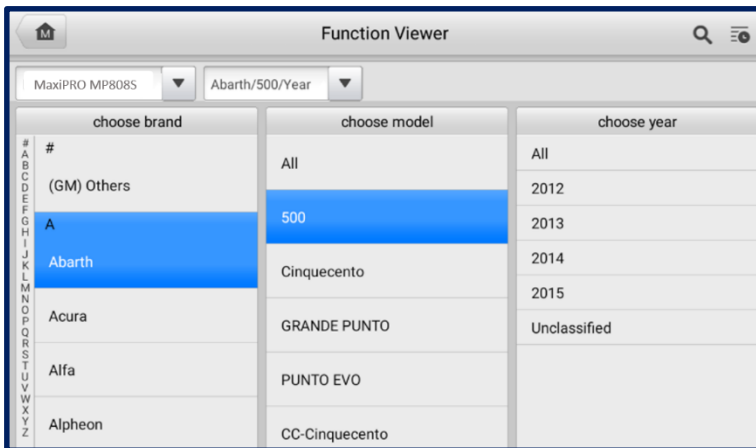 M
Function Viewer
MaxiPRO MP808S
Abarth/500/Year
choose brand
#
A
B
C
D
E
F
G
H
I
J
K
L
M
N
O
P
Q
R
S
T
U
V
W
X
Y
Z
#
(GM) Others
A
Abarth
Acura
Alfa
Alpheon
choose model
All
500
Cinquecento
GRANDE PUNTO
PUNTO EVO
CC-Cinquecento
choose year
All
2012
2013
2014
2015
Unclassified